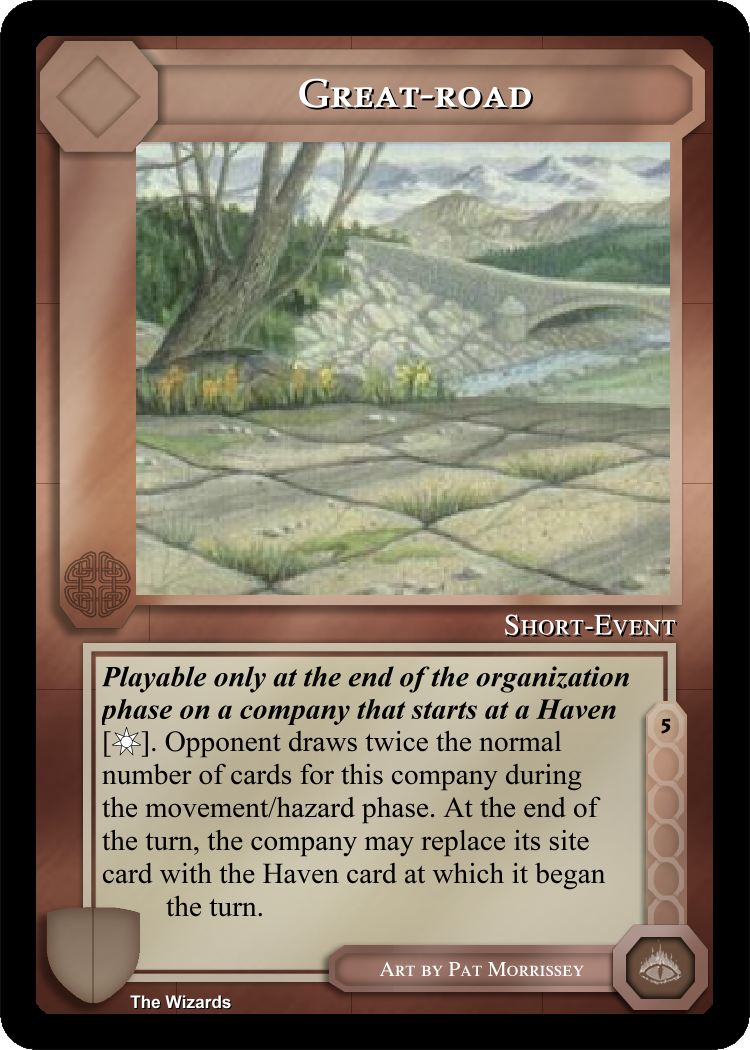 Great-road
Short-Event
Playable only at the end of the organization
phase on a company that starts at a Haven
[☼]. Opponent draws twice the normal
number of cards for this company during
the movement/hazard phase. At the end of
the turn, the company may replace its site
card with the Haven card at which it began
the turn.
5
Art by Pat Morrissey
The Wizards